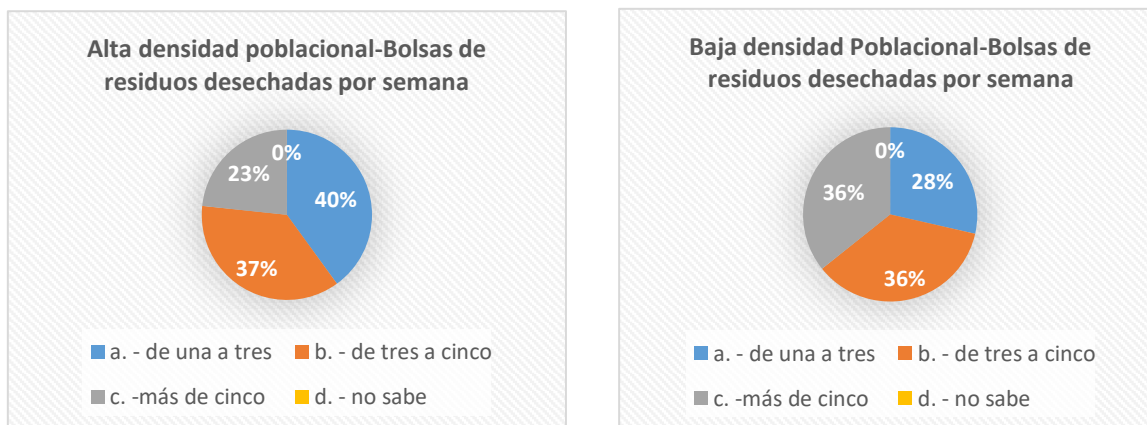 Alta densidad poblacional-Bolsas de
residuos desechadas por semana
0%
23%
40%
37%
a. - de una a tres
b. - de tres a cinco
c. -más de cinco
d. - no sabe
Baja densidad Poblacional-Bolsas de
residuos desechadas por semana
0%
28%
36%
36%
a. - de una a tres
b. - de tres a cinco
c. -más de cinco
d. - no sabe